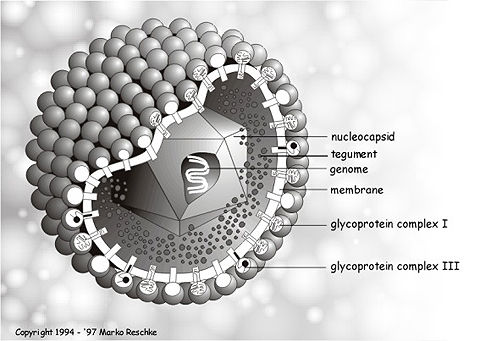 nucleocapsid
tegument
genome
membrane
glycoprotein complex I
glycoprotein complex III
Copyright 1994 - '97 Marko Reschke